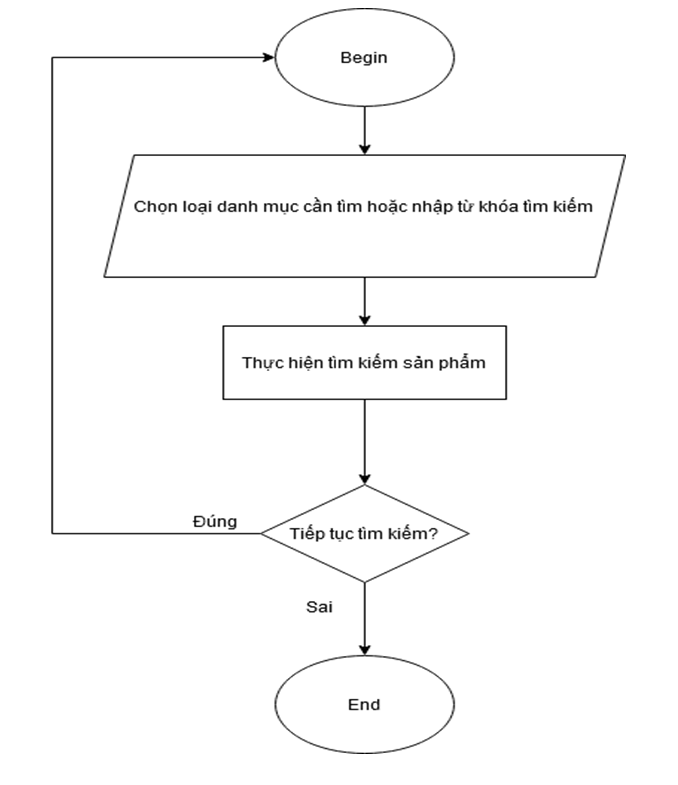 Begin
Chọn loại danh mục cần tìm hoặc nhập từ khóa tìm kiếm
Thực hiện tìm kiếm sản phẩm
Đúng
Tiếp tục tìm kiếm?
Sai
End